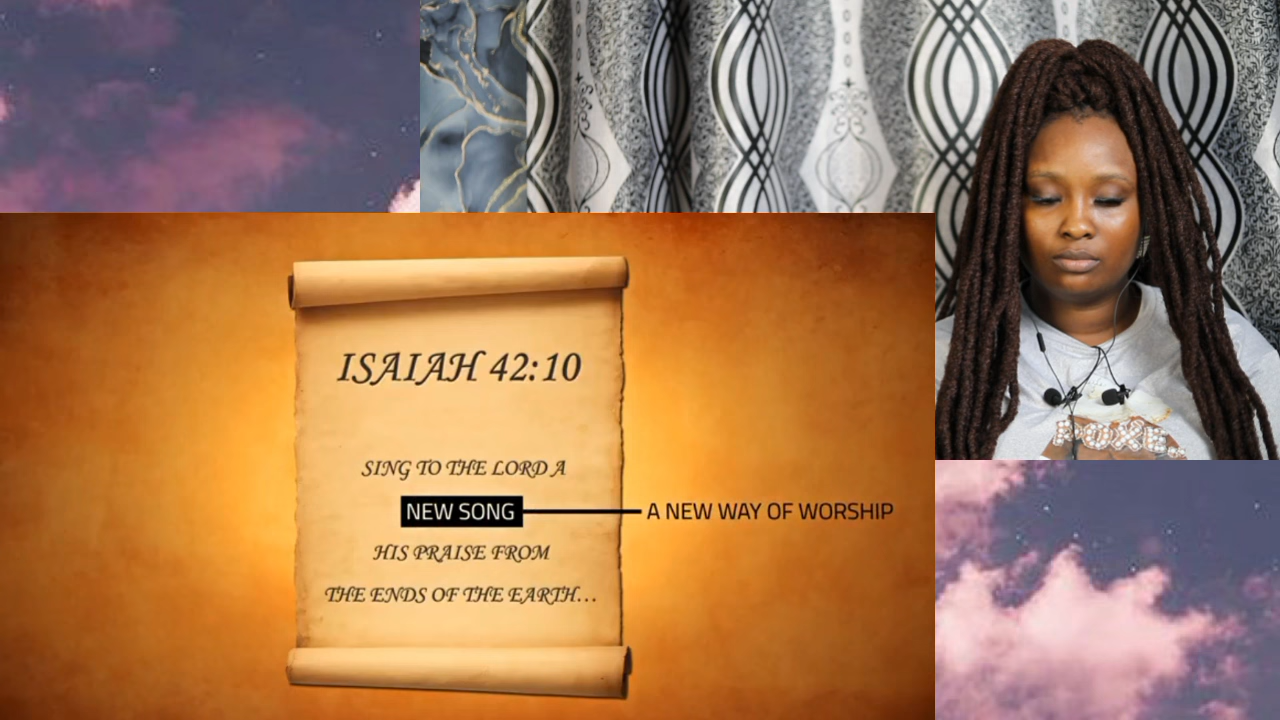 ISAIAH 42:10
SING TO THE LORD A
NEW SONG
A NEW WAY OF WORSHIP
HIS PRAISE FROM
THE ENDS OF THE EARTH...